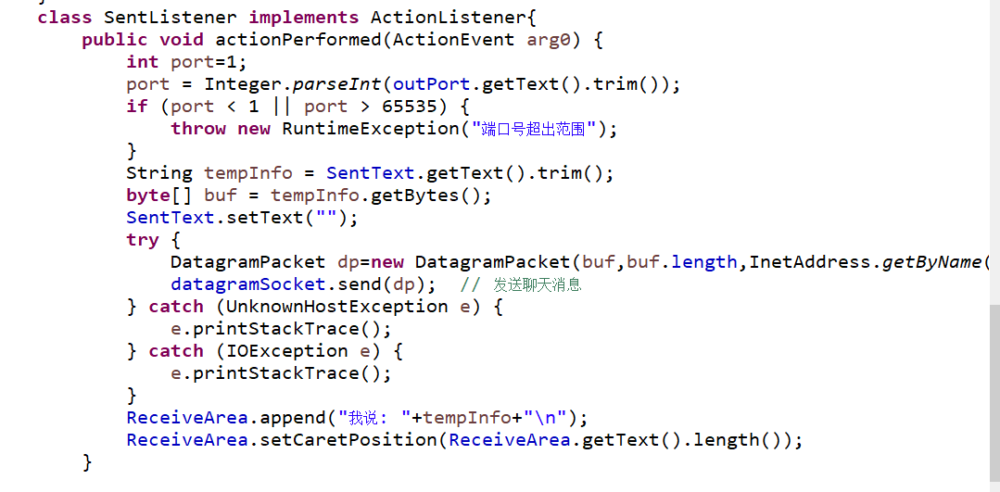 class SentListener implements ActionListener{
public void actionPerformed(ActionEvent arg0) {
int port=1;
port = Integer.parseInt(outPort.getText().trim());
if (port < 1 || port > 65535) {
throw new RuntimeException("端口号超出范围");
}
String tempInfo = SentText.getText().trim();
byte[] buf = tempInfo.getBytes();
SentText.setText("");
try {
DatagramPacket dp=new DatagramPacket(buf,buf.length,InetAddress.getByName(
datagramSocket.send(dp);  // 发送聊天消息
} catch (UnknownHostException e) {
e.printStackTrace();
} catch (IOException e) {
e.printStackTrace();
}
ReceiveArea.append("我说: "+tempInfo+"\n");
ReceiveArea.setCaretPosition(ReceiveArea.getText().length());
}